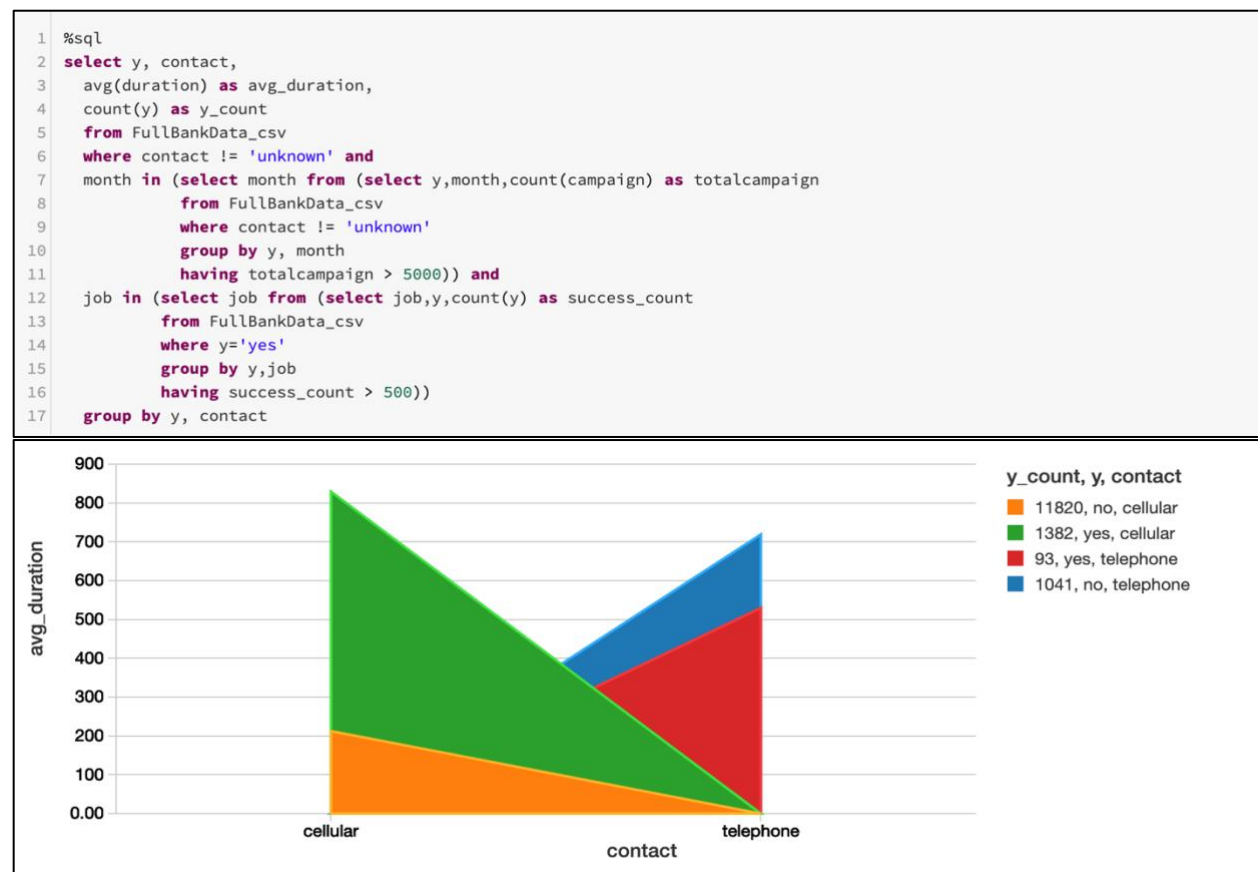 1 %sql
2 select y, contact,
3 avg(duration) as avg_duration,
4 count(y) as y_count
5 from FullBankData_csv
6 where contact != 'unknown' and
7 month in (select month from (select y,month,count(campaign) as totalcampaign
8 from FullBankData_csv
9 where contact != 'unknown'
10 group by y, month
11 having totalcampaign > 5000)) and
12 job in (select job from (select job,y,count(y) as success_count
13 from FullBankData_csv
14 where y='yes'
15 group by y,job
16 having success_count > 500))
17 group by y, contact
900
800
700
600
500
400
300
200
100
0.00
avg_duration
cellular
telephone
contact
y_count, y, contact
11820, no, cellular
1382, yes, cellular
93, yes, telephone
1041, no, telephone